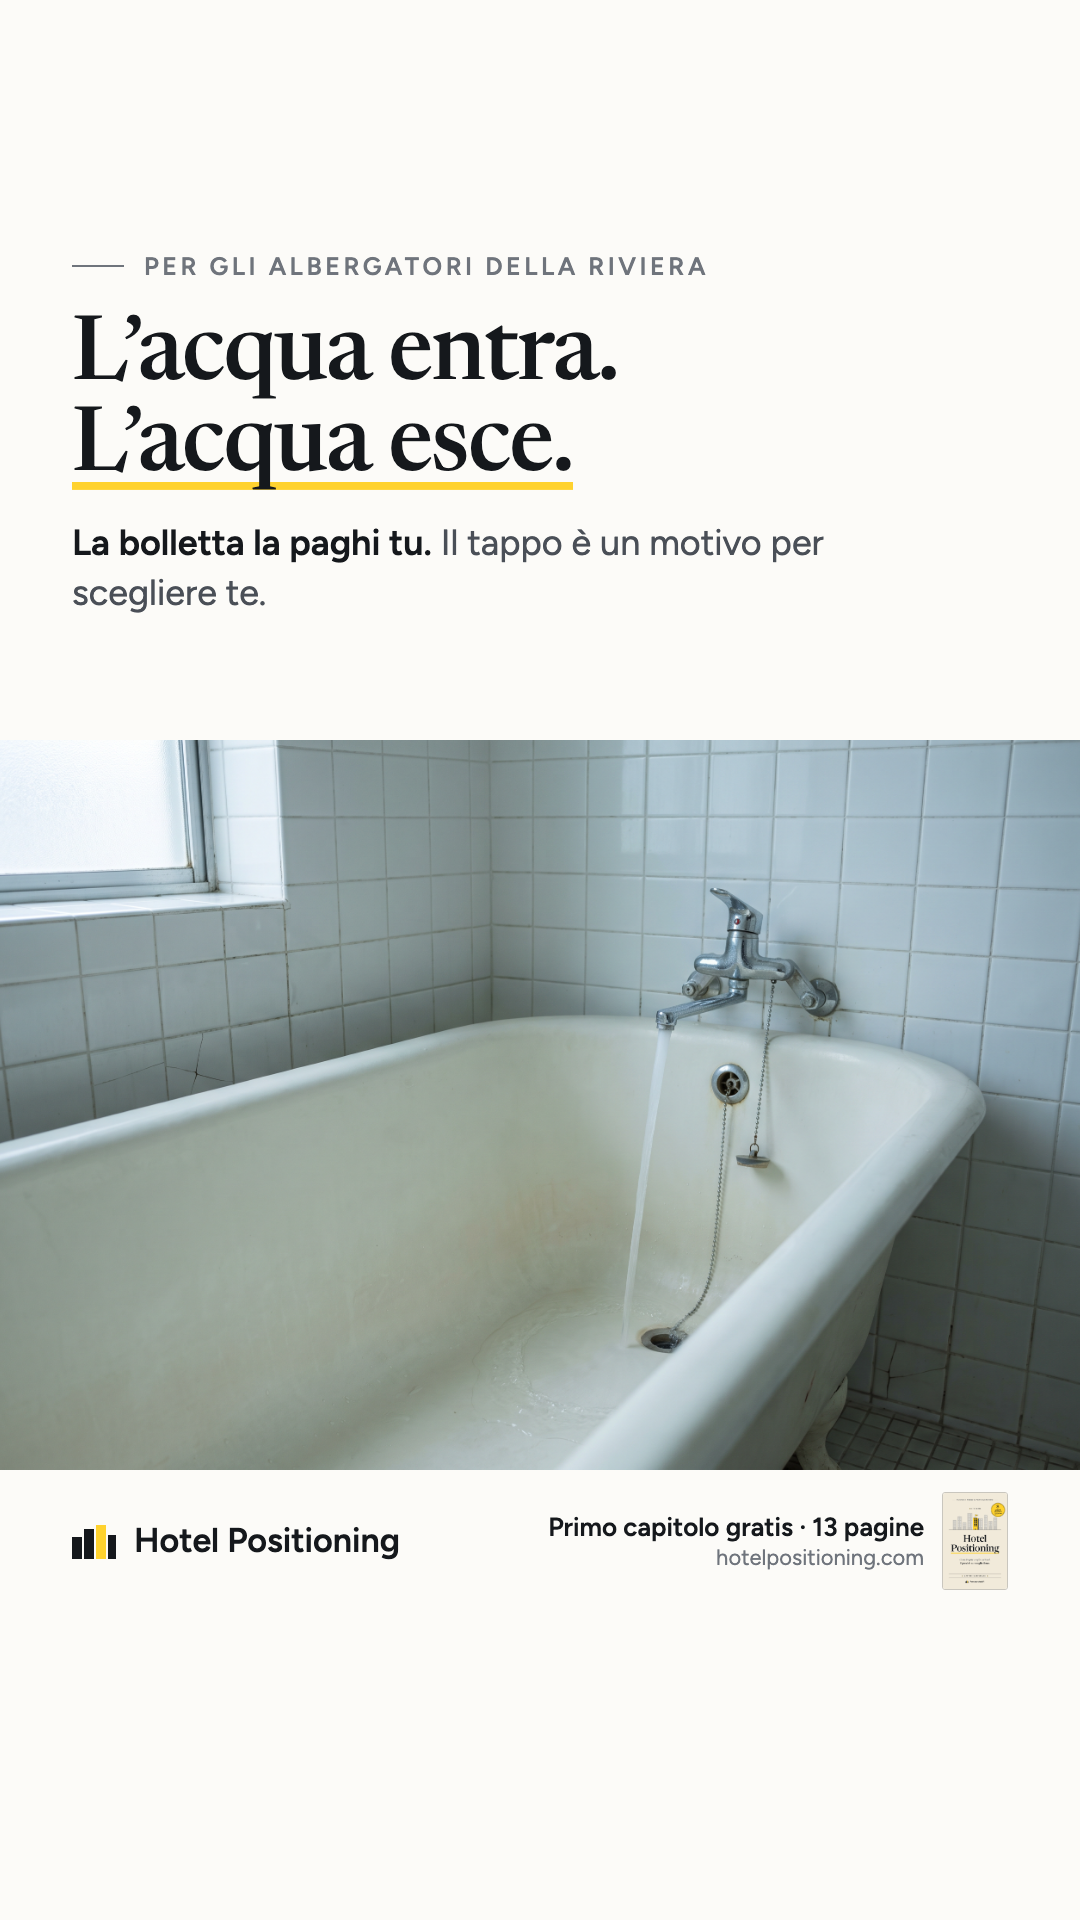 PER GLI ALBERGATORI DELLA RIVIERA
L’acqua entra.
L’acqua esce.
La bolletta la paghi tu. Il tappo è un motivo per
scegliere te.
Hotel Positioning
Primo capitolo gratis · 13 pagine
hotelpositioning.com
Hotel
Positioning